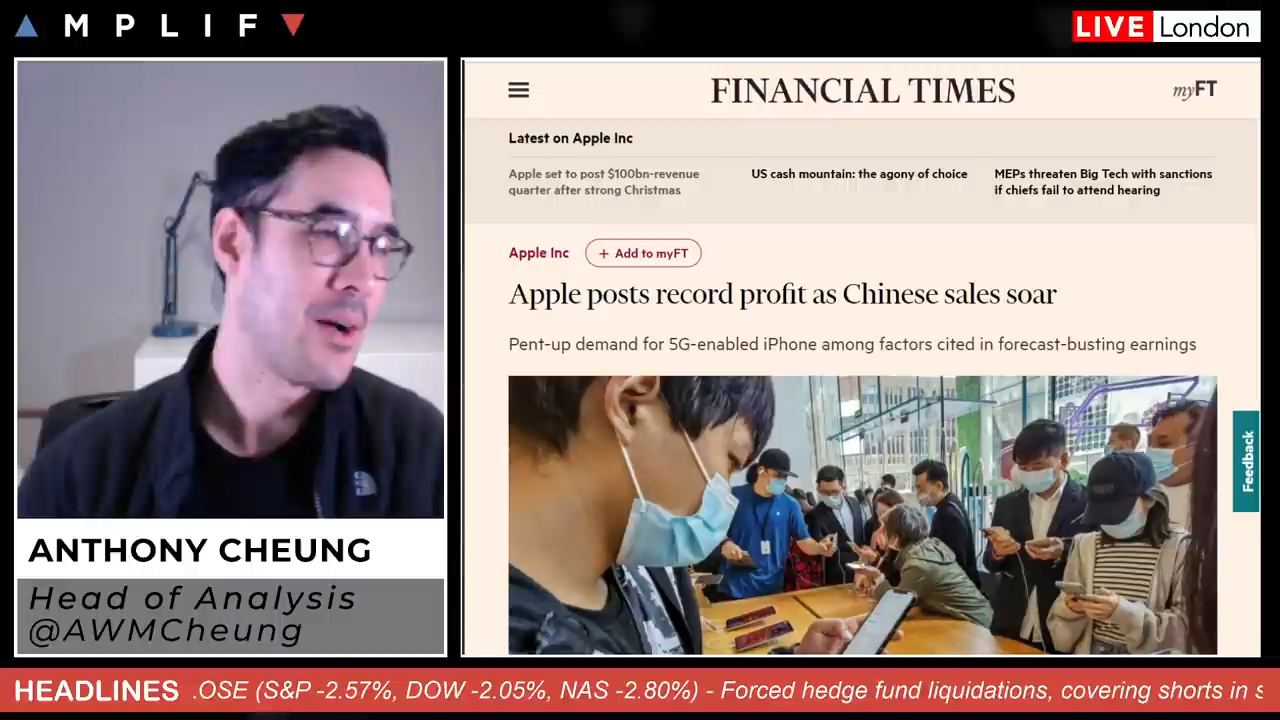 AMPLIFY
LIVE London
FINANCIAL TIMES
myFT
Latest on Apple Inc
Apple set to post $100bn-revenue
quarter after strong Christmas
US cash mountain: the agony of choice
MEPs threaten Big Tech with sanctions
if chiefs fail to attend hearing
Apple Inc
+ Add to myFT
Apple posts record profit as Chinese sales soar
Pent-up demand for 5G-enabled iPhone among factors cited in forecast-busting earnings
Feedback
ANTHONY CHEUNG
Head of Analysis
@AWMCheung
HEADLINES .OSE (S&P -2.57%, DOW -2.05%, NAS -2.80%) - Forced hedge fund liquidations, covering shorts in s